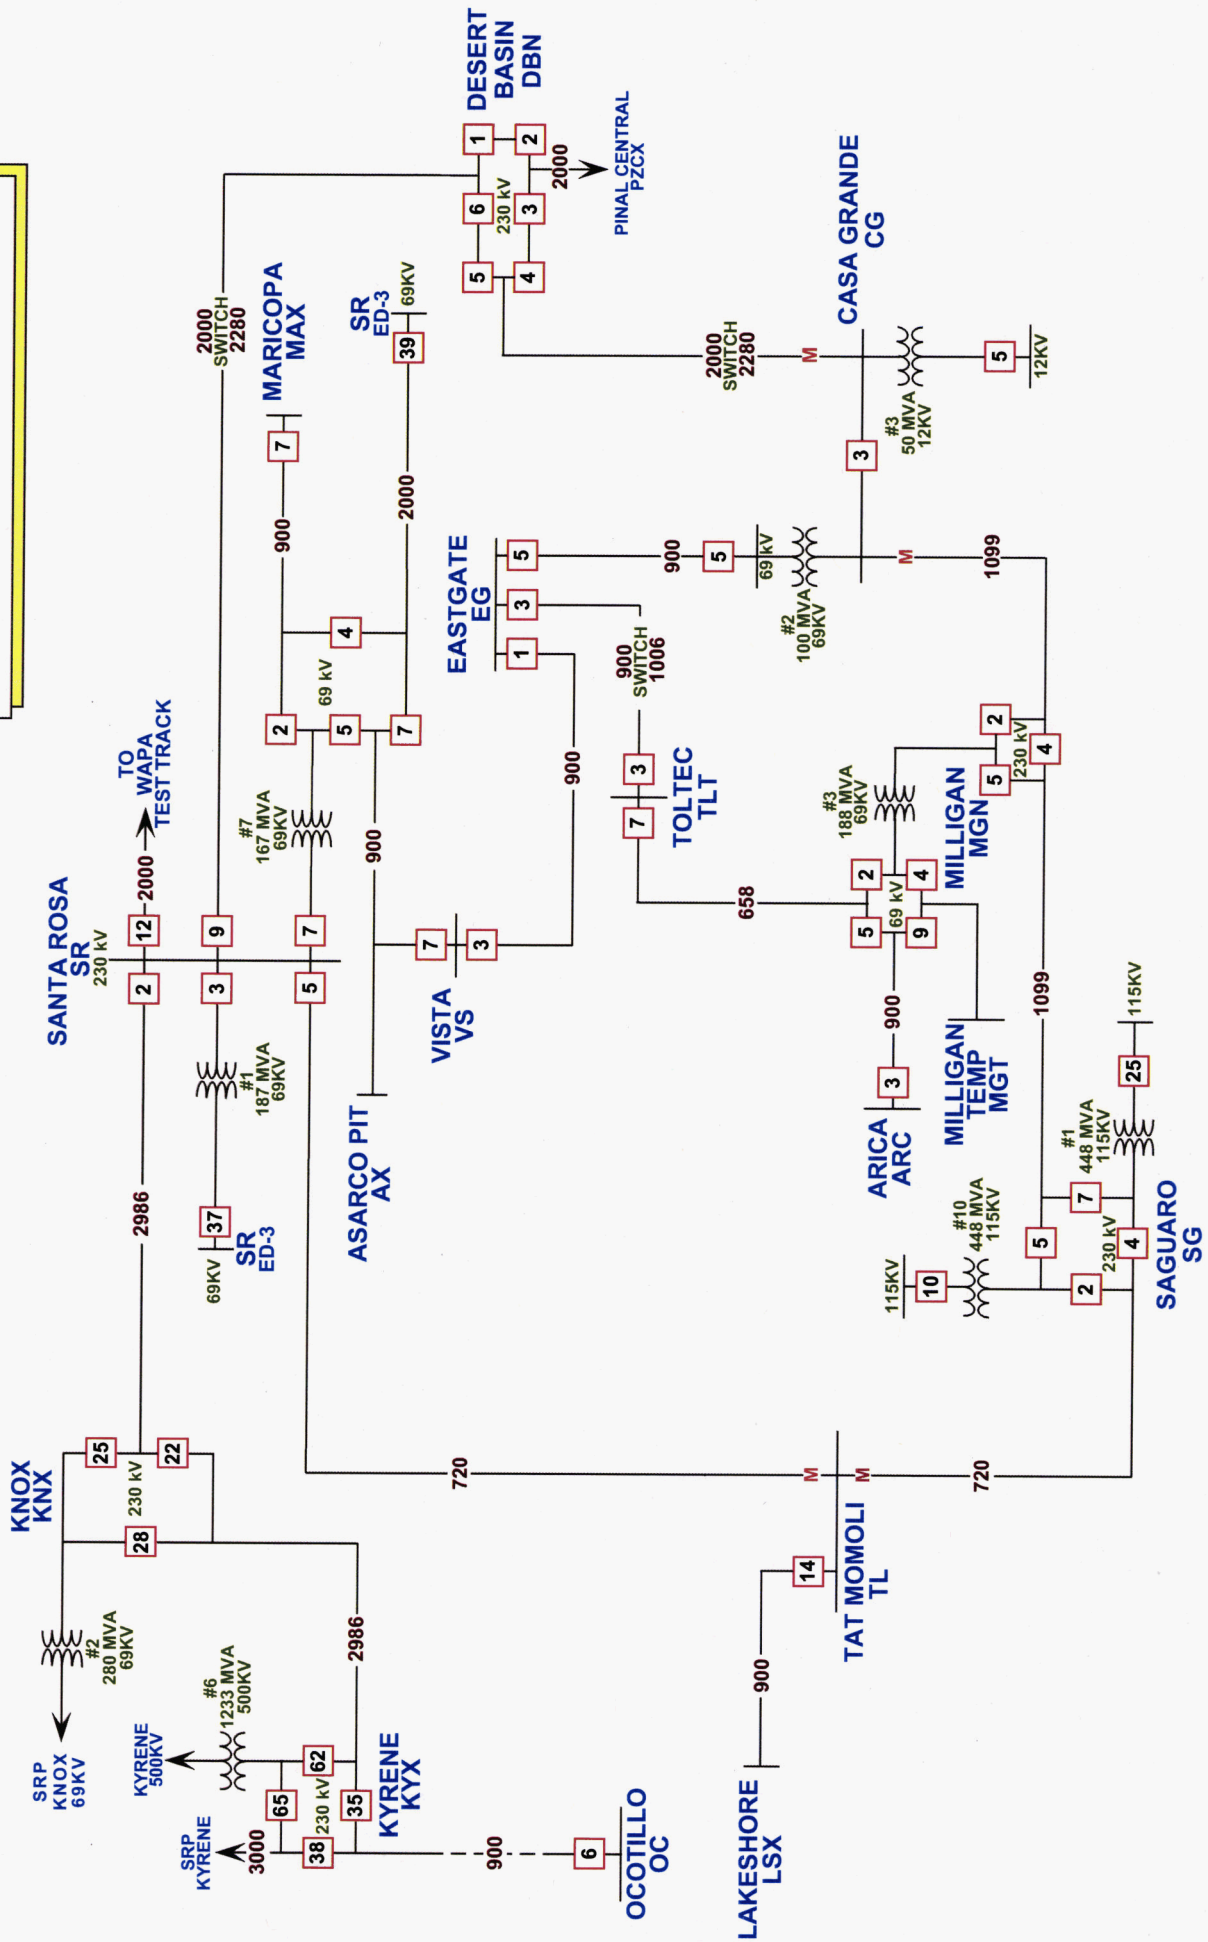 KNOX
KNX
25
230 kV
22
28
2986
#2
280 MVA
69KV
SRP
KNOX
69KV
KYRENE
500KV
#6
1233 MVA
500KV
62
65
230 kV
35
38
SRP
KYRENE
3000
KYRENE
KYX
2986
900
6
OCOTILLO
OC
SANTA ROSA
SR
230 kV
2
12
2000
TO
WAPA
TEST TRACK
3
9
5
7
#1
187 MVA
69KV
37
69KV
SR
ED-3
#7
167 MVA
69KV
2
5
7
69 kV
4
900
7
MARICOPA
MAX
2000
39
69KV
SR
ED-3
2000
SWITCH
2280
DESERT
BASIN
DBN
1
2
6
230 kV
3
5
4
2000
PINAL CENTRAL
PZCX
900
ASARCO PIT
AX
7
3
VISTA
VS
900
EASTGATE
EG
1
3
5
900
SWITCH
1006
900
5
69 kV
#2
100 MVA
69KV
2000
SWITCH
2280
M
CASA GRANDE
CG
3
#3
50 MVA
12KV
5
12KV
M
1099
3
7
TOLTEC
TLT
658
#3
188 MVA
69KV
2
4
69 kV
5
9
MILLIGAN
MGN
2
230 kV
5
4
900
3
ARICA
ARC
MILLIGAN
TEMP
MGT
1099
115KV
25
#1
448 MVA
115KV
#10
448 MVA
115KV
115KV
10
5
7
230 kV
2
4
SAGUARO
SG
720
M
M
720
14
TAT MOMOLI
TL
900
LAKESHORE
LSX